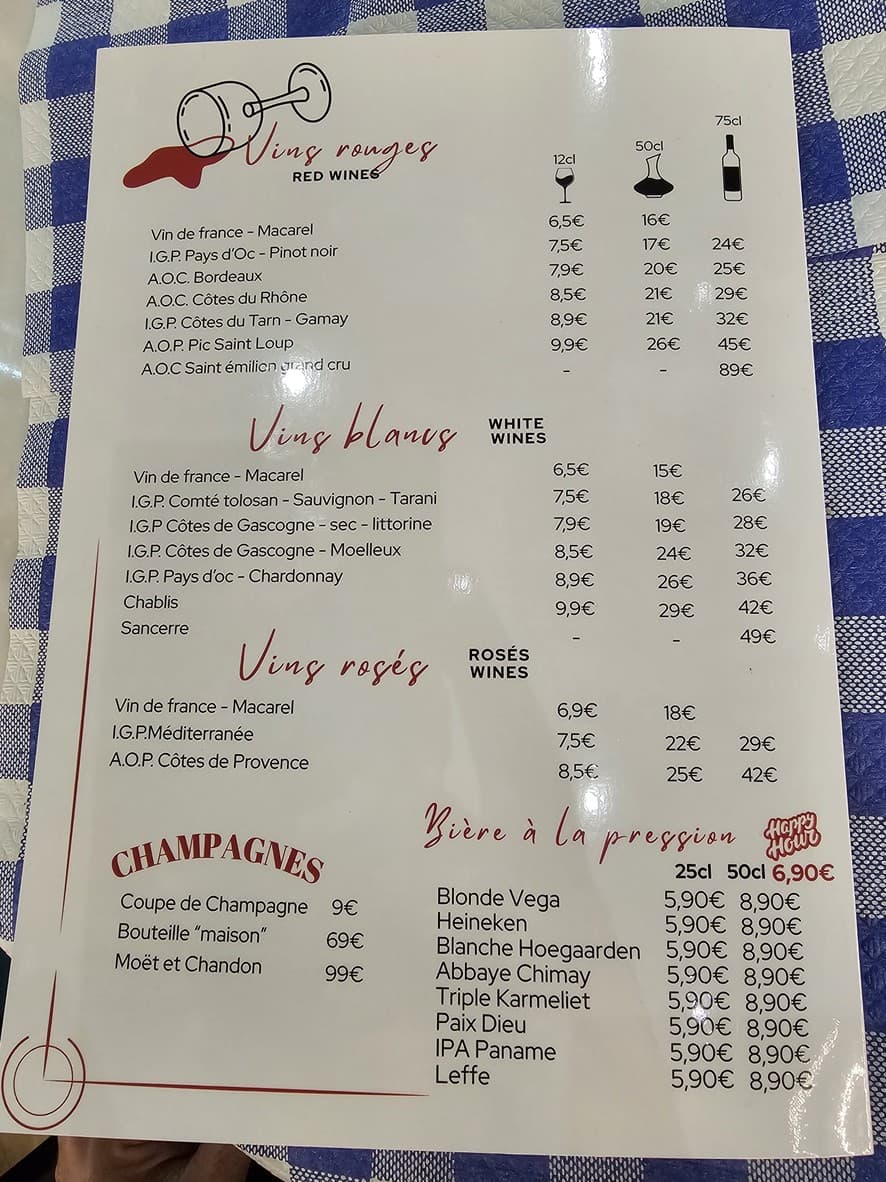 Vins rouges
RED WINES
12cl 50cl 75cl
Vin de france - Macarel 6,5€ 16€
I.G.P. Pays d'Oc - Pinot noir 7,5€ 17€ 24€
A.O.C. Bordeaux 7,9€ 20€ 25€
A.O.C. Côtes du Rhône 8,5€ 21€ 29€
I.G.P. Côtes du Tarn - Gamay 8,9€ 21€ 32€
A.O.P. Pic Saint Loup 9,9€ 26€ 45€
A.O.C Saint émilion grand cru - - 89€
Vins blancs WHITE WINES
Vin de france - Macarel 6,5€ 15€
I.G.P. Comté tolosan - Sauvignon - Tarani 7,5€ 18€ 26€
I.G.P Côtes de Gascogne - sec - littorine 7,9€ 19€ 28€
I.G.P. Côtes de Gascogne - Moelleux 8,5€ 24€ 32€
I.G.P. Pays d'oc - Chardonnay 8,9€ 26€ 36€
Chablis 9,9€ 29€ 42€
Sancerre - - 49€
Vins rosés ROSÉS WINES
Vin de france - Macarel 6,9€ 18€
I.G.P.Méditerranée 7,5€ 22€ 29€
A.O.P. Côtes de Provence 8,5€ 25€ 42€
CHAMPAGNES
Coupe de Champagne 9€
Bouteille "maison" 69€
Moët et Chandon 99€
Bière à la pression Happy Hour
25cl 50cl 6,90€
Blonde Vega 5,90€ 8,90€
Heineken 5,90€ 8,90€
Blanche Hoegaarden 5,90€ 8,90€
Abbaye Chimay 5,90€ 8,90€
Triple Karmeliet 5,90€ 8,90€
Paix Dieu 5,90€ 8,90€
IPA Paname 5,90€ 8,90€
Leffe 5,90€ 8,90€